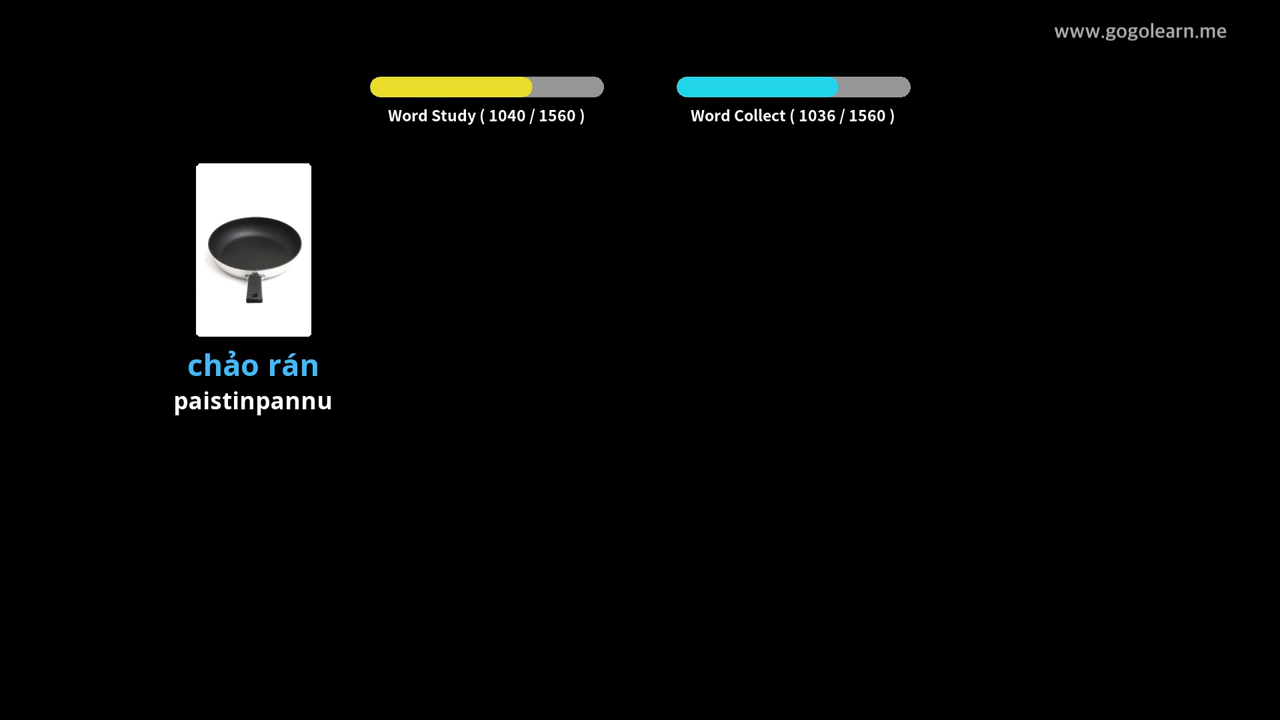 www.gogolearn.me
Word Study ( 1040 / 1560 )
Word Collect ( 1036 / 1560 )
chảo rán
paistinpannu